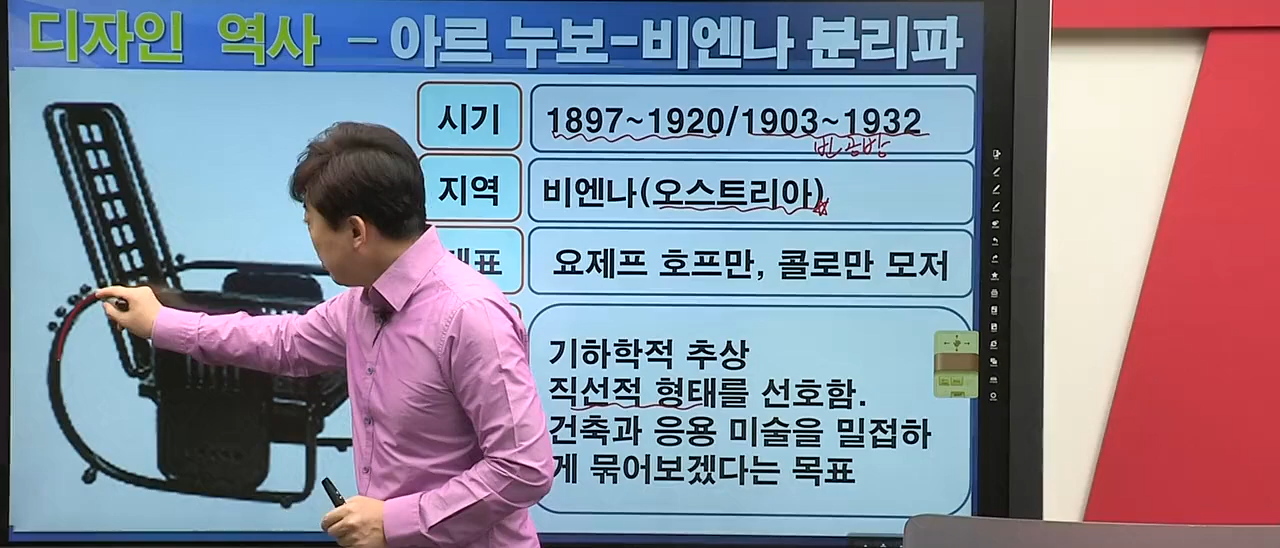 디자인 역사 - 아르 누보-비엔나 분리파
시기
1897~1920/1903~1932
빈공방
지역
비엔나(오스트리아)
표
요제프 호프만, 콜로만 모저
기하학적 추상
직선적 형태를 선호함.
건축과 응용 미술을 밀접하
게 묶어보겠다는 목표